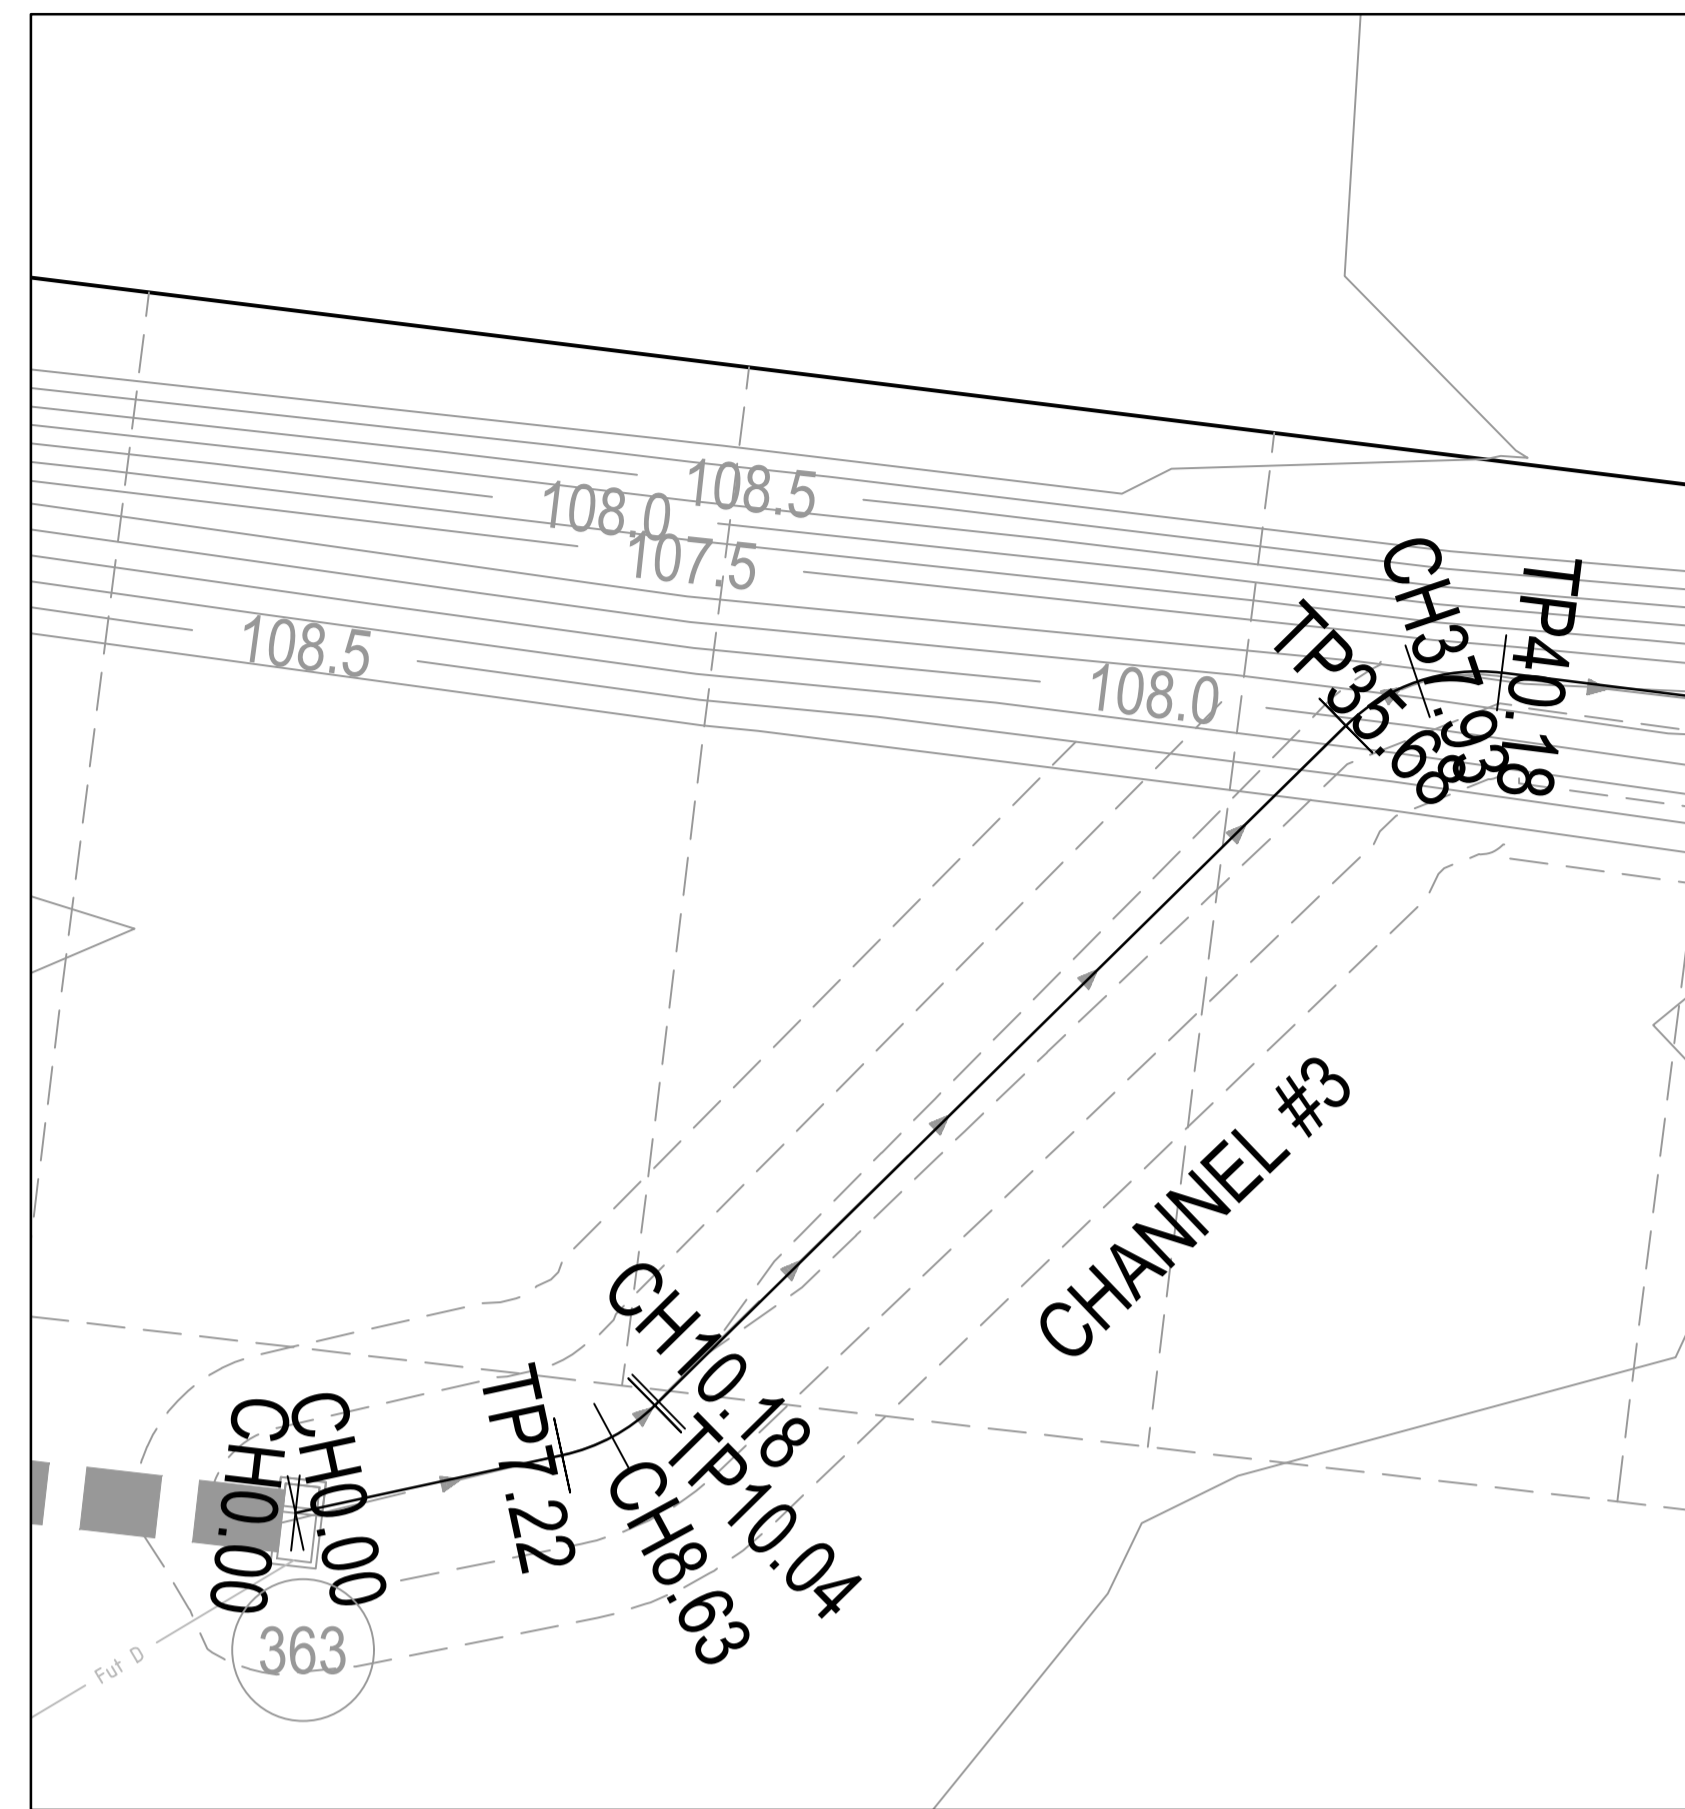 108.5
108.0
107.5
108.5
108.0
CH37.93
TP40.18
TP35.68
CHANNEL #3
CH10.18
TP10.04
TP7.22
CH8.63
CH0.00
CH0.00
363
Fut D